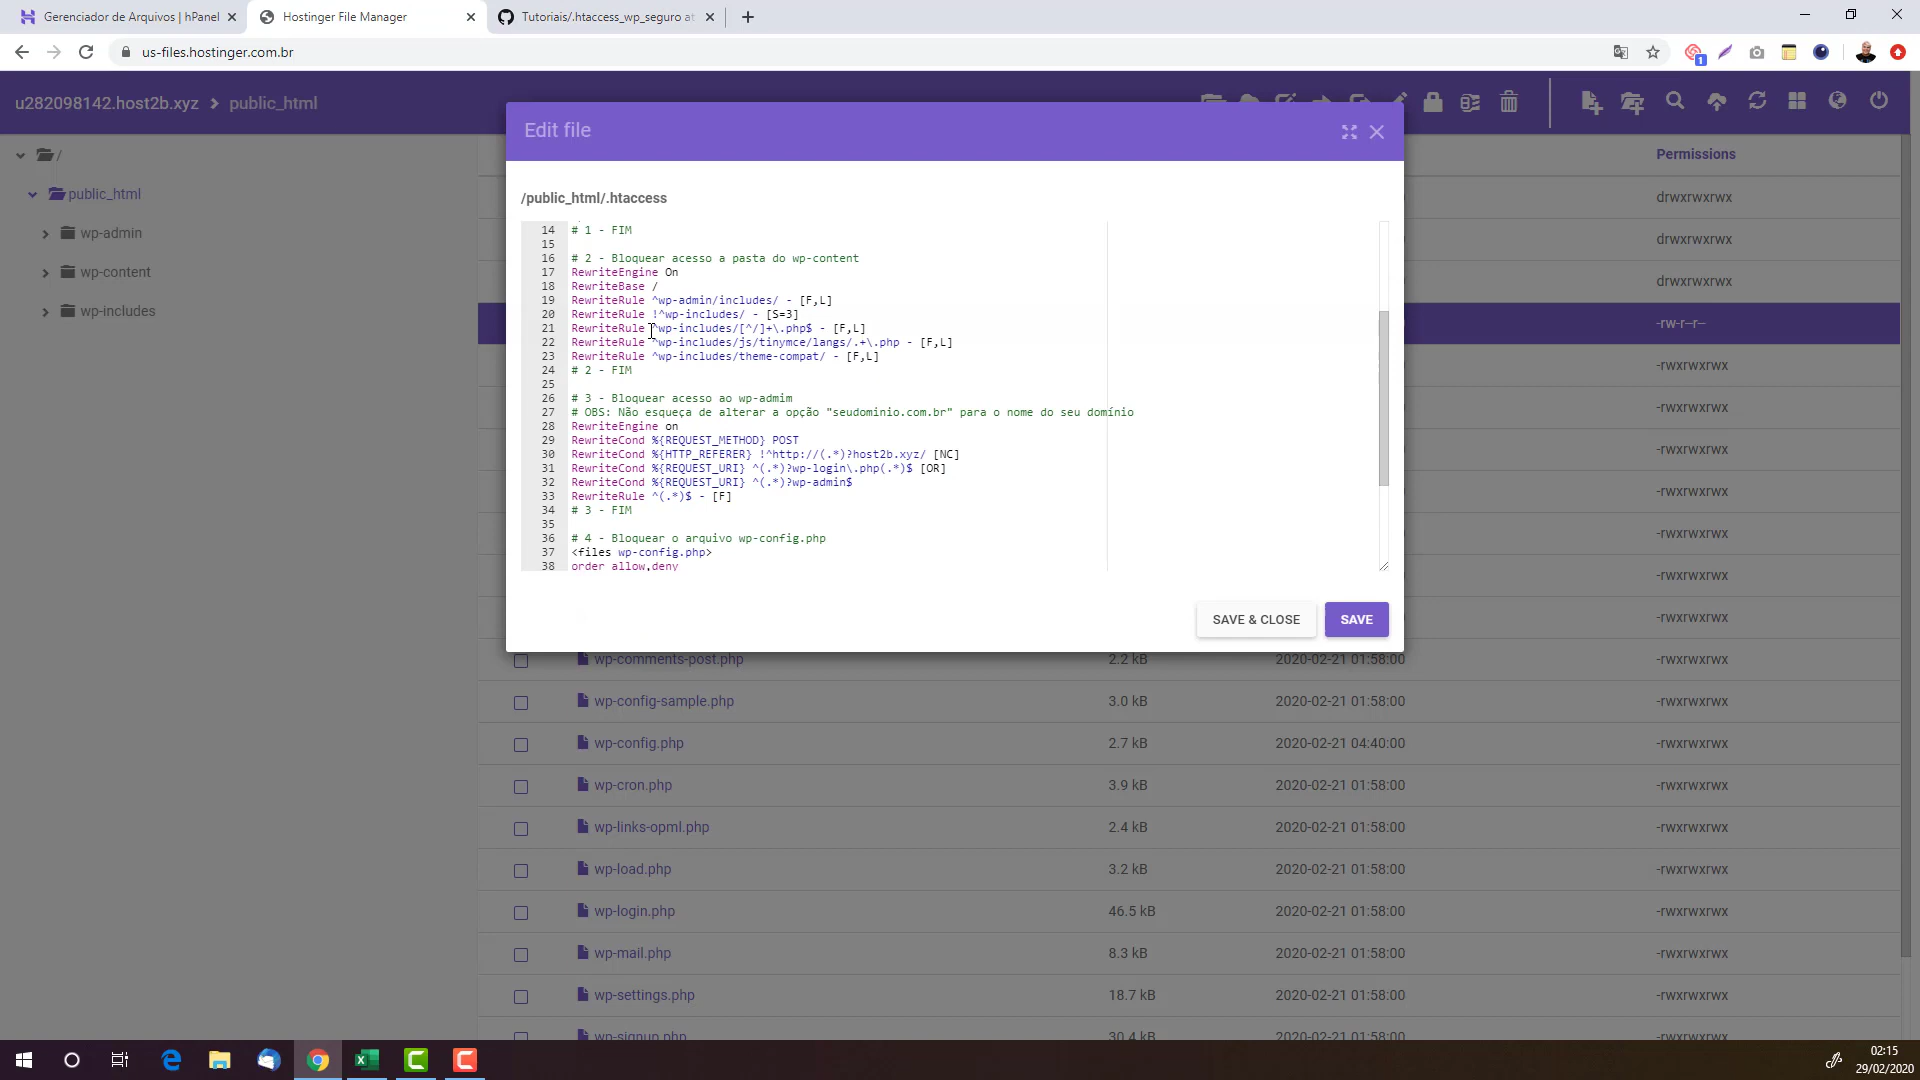 Gerenciador de Arquivos | hPanel
Hostinger File Manager
Tutoriais/.htaccess_wp_seguro at
us-files.hostinger.com.br
1
u282098142.host2b.xyz > public_html
/
public_html
wp-admin
wp-content
wp-includes
Edit file
/public_html/.htaccess
14 # 1 - FIM
15
16 # 2 - Bloquear acesso a pasta do wp-content
17 RewriteEngine On
18 RewriteBase /
19 RewriteRule ^wp-admin/includes/ - [F,L]
20 RewriteRule !^wp-includes/ - [S=3]
21 RewriteRule ^wp-includes/[^/]+\.php$ - [F,L]
22 RewriteRule ^wp-includes/js/tinymce/langs/.+\.php - [F,L]
23 RewriteRule ^wp-includes/theme-compat/ - [F,L]
24 # 2 - FIM
25
26 # 3 - Bloquear acesso ao wp-admim
27 # OBS: Não esqueça de alterar a opção "seudominio.com.br" para o nome do seu domínio
28 RewriteEngine on
29 RewriteCond %{REQUEST_METHOD} POST
30 RewriteCond %{HTTP_REFERER} !^http://(.*)?host2b.xyz/ [NC]
31 RewriteCond %{REQUEST_URI} ^(.*)?wp-login\.php(.*)$ [OR]
32 RewriteCond %{REQUEST_URI} ^(.*)?wp-admin$
33 RewriteRule ^(.*)$ - [F]
34 # 3 - FIM
35
36 # 4 - Bloquear o arquivo wp-config.php
37 <files wp-config.php>
38 order allow,deny
SAVE & CLOSE
SAVE
Permissions
drwxrwxrwx
drwxrwxrwx
drwxrwxrwx
-rw-r--r--
-rwxrwxrwx
-rwxrwxrwx
-rwxrwxrwx
-rwxrwxrwx
-rwxrwxrwx
-rwxrwxrwx
-rwxrwxrwx
wp-comments-post.php 2.2 kB 2020-02-21 01:58:00 -rwxrwxrwx
wp-config-sample.php 3.0 kB 2020-02-21 01:58:00 -rwxrwxrwx
wp-config.php 2.7 kB 2020-02-21 04:40:00 -rwxrwxrwx
wp-cron.php 3.9 kB 2020-02-21 01:58:00 -rwxrwxrwx
wp-links-opml.php 2.4 kB 2020-02-21 01:58:00 -rwxrwxrwx
wp-load.php 3.2 kB 2020-02-21 01:58:00 -rwxrwxrwx
wp-login.php 46.5 kB 2020-02-21 01:58:00 -rwxrwxrwx
wp-mail.php 8.3 kB 2020-02-21 01:58:00 -rwxrwxrwx
wp-settings.php 18.7 kB 2020-02-21 01:58:00 -rwxrwxrwx
wp-signup.php 30.4 kB 2020-02-21 01:58:00 -rwxrwxrwx
02:15
29/02/2020